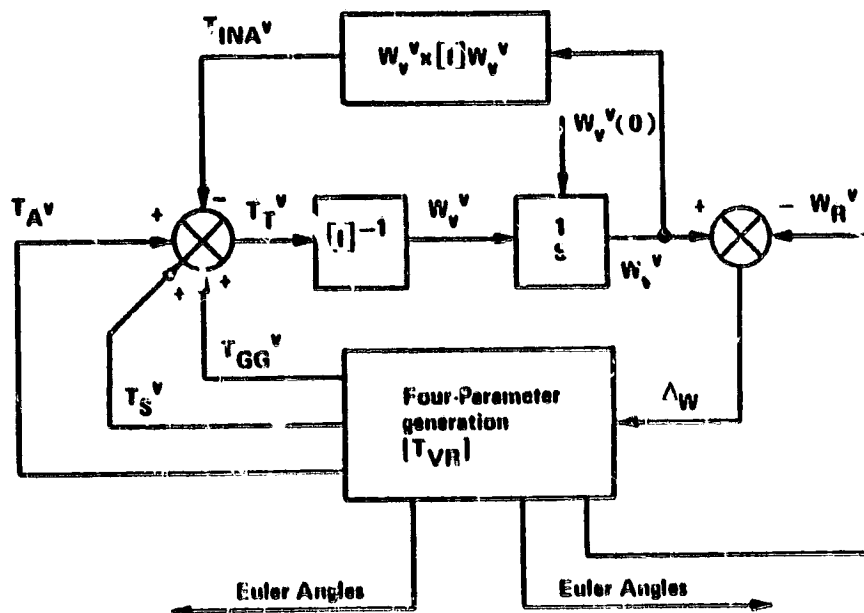 T_INA^v
W_v^v x [I] W_v^v
W_v^v (0)
T_A^v
+
−
T_T^v
[I]^-1
W_v^v
1
S
W_v^v
+
−
W_R^v
+
+
T_GG^v
T_S^v
Four-Parameter
generation
[T_VR]
Λ_W
Euler Angles
Euler Angles